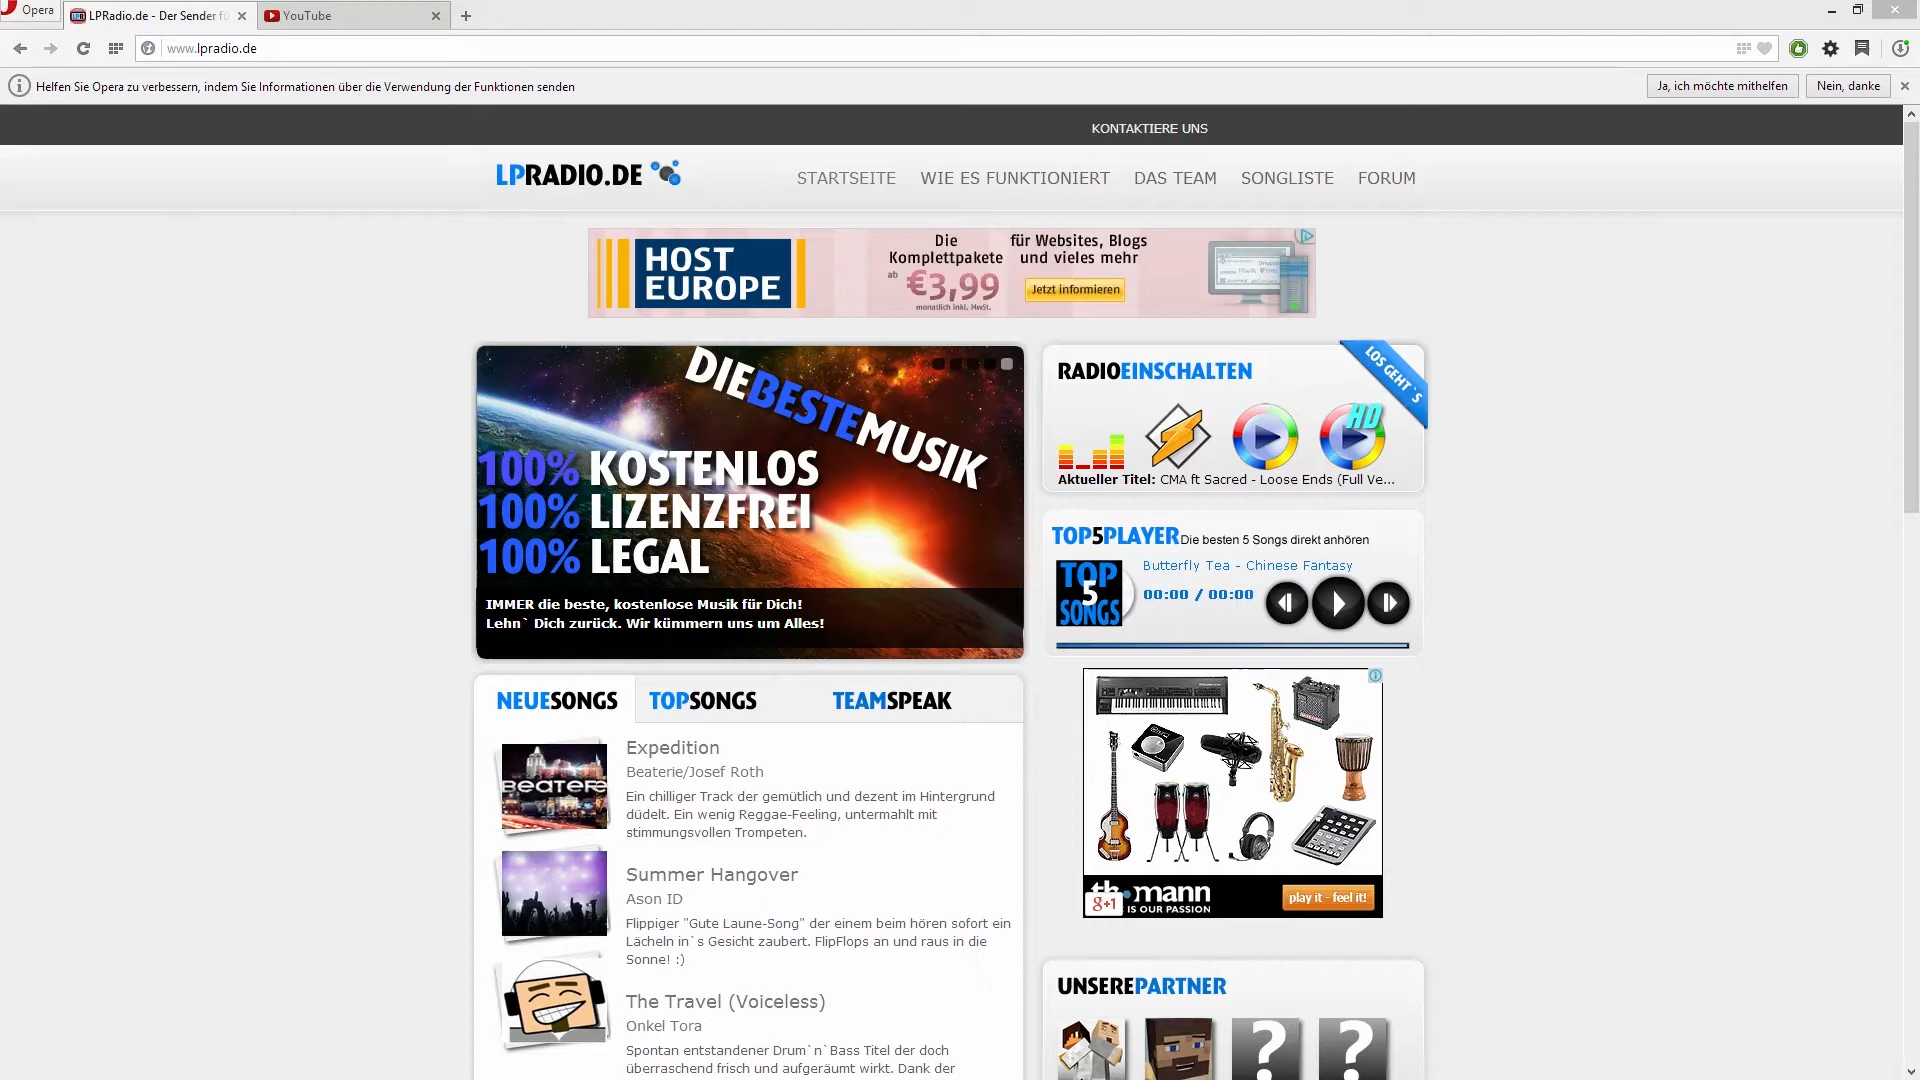 Opera
LPRadio.de - Der Sender fü
YouTube
www.lpradio.de
Helfen Sie Opera zu verbessern, indem Sie Informationen über die Verwendung der Funktionen senden
Ja, ich möchte mithelfen
Nein, danke
KONTAKTIERE UNS
LPRADIO.DE
STARTSEITE
WIE ES FUNKTIONIERT
DAS TEAM
SONGLISTE
FORUM
HOST
EUROPE
Die
Komplettpakete
ab
€3,99
monatlich inkl. MwSt.
für Websites, Blogs
und vieles mehr
Jetzt informieren
DIEBESTEMUSIK
100% KOSTENLOS
100% LIZENZFREI
100% LEGAL
IMMER die beste, kostenlose Musik für Dich!
Lehn` Dich zurück. Wir kümmern uns um Alles!
RADIOEINSCHALTEN
LOS GEHT`S
HD
Aktueller Titel: CMA ft Sacred - Loose Ends (Full Ve...
TOP5PLAYER Die besten 5 Songs direkt anhören
TOP
5
SONGS
Butterfly Tea - Chinese Fantasy
00:00 / 00:00
NEUESONGS
TOPSONGS
TEAMSPEAK
Expedition
Beaterie/Josef Roth
Ein chilliger Track der gemütlich und dezent im Hintergrund
düdelt. Ein wenig Reggae-Feeling, untermahlt mit
stimmungsvollen Trompeten.
Summer Hangover
Ason ID
Flippiger "Gute Laune-Song" der einem beim hören sofort ein
Lächeln in`s Gesicht zaubert. FlipFlops an und raus in die
Sonne! :)
The Travel (Voiceless)
Onkel Tora
Spontan entstandener Drum`n`Bass Titel der doch
überraschend frisch und aufgeräumt wirkt. Dank der
th•mann
IS OUR PASSION
g+1
play it - feel it!
UNSEREPARTNER
? ?